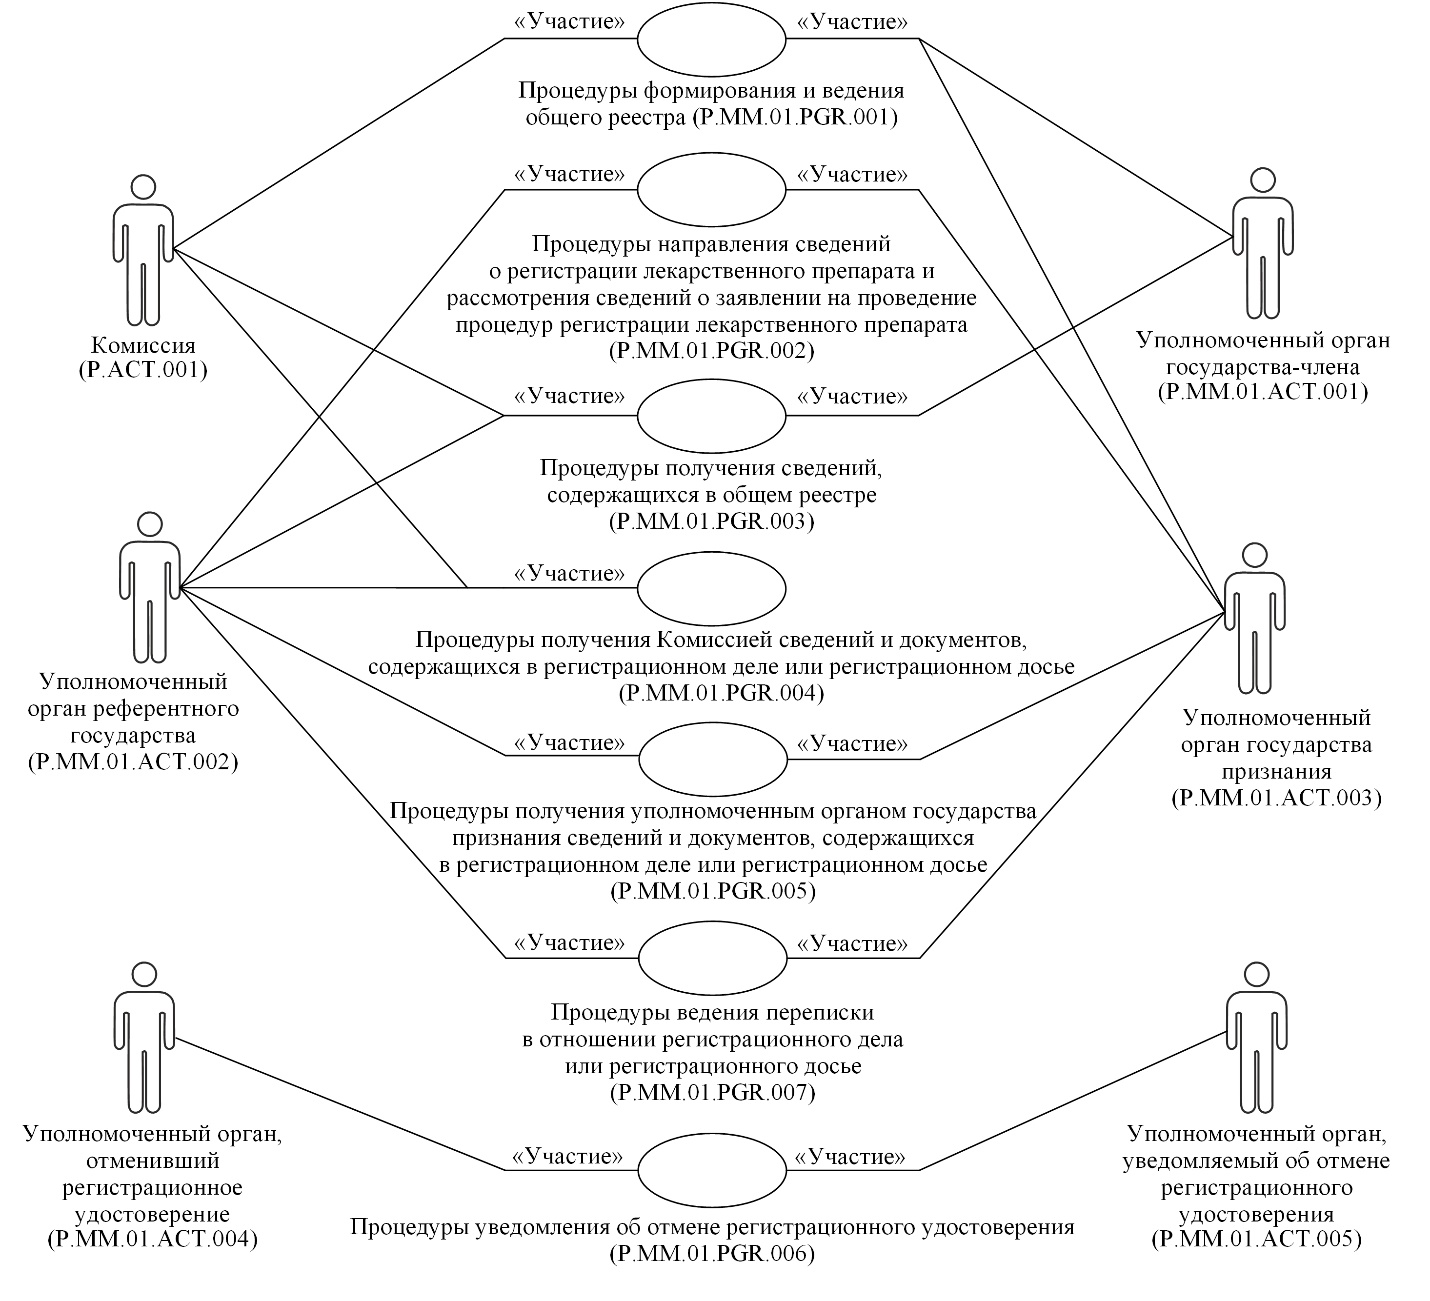 «Участие»
«Участие»
Процедуры формирования и ведения
общего реестра (P.MM.01.PGR.001)
«Участие»
«Участие»
Процедуры направления сведений
о регистрации лекарственного препарата и
рассмотрения сведений о заявлении на проведение
процедур регистрации лекарственного препарата
(P.MM.01.PGR.002)
Комиссия
(P.ACT.001)
Уполномоченный орган
государства-члена
(P.MM.01.ACT.001)
«Участие»
«Участие»
Процедуры получения сведений,
содержащихся в общем реестре
(P.MM.01.PGR.003)
«Участие»
Процедуры получения Комиссией сведений и документов,
содержащихся в регистрационном деле или регистрационном досье
(P.MM.01.PGR.004)
Уполномоченный
орган референтного
государства
(P.MM.01.ACT.002)
Уполномоченный
орган государства
признания
(P.MM.01.ACT.003)
«Участие»
«Участие»
Процедуры получения уполномоченным органом государства
признания сведений и документов, содержащихся
в регистрационном деле или регистрационном досье
(P.MM.01.PGR.005)
«Участие»
«Участие»
Процедуры ведения переписки
в отношении регистрационного дела
или регистрационного досье
(P.MM.01.PGR.007)
Уполномоченный орган,
отменивший
регистрационное
удостоверение
(P.MM.01.ACT.004)
Уполномоченный орган,
уведомляемый об отмене
регистрационного
удостоверения
(P.MM.01.ACT.005)
«Участие»
«Участие»
Процедуры уведомления об отмене регистрационного удостоверения
(P.MM.01.PGR.006)